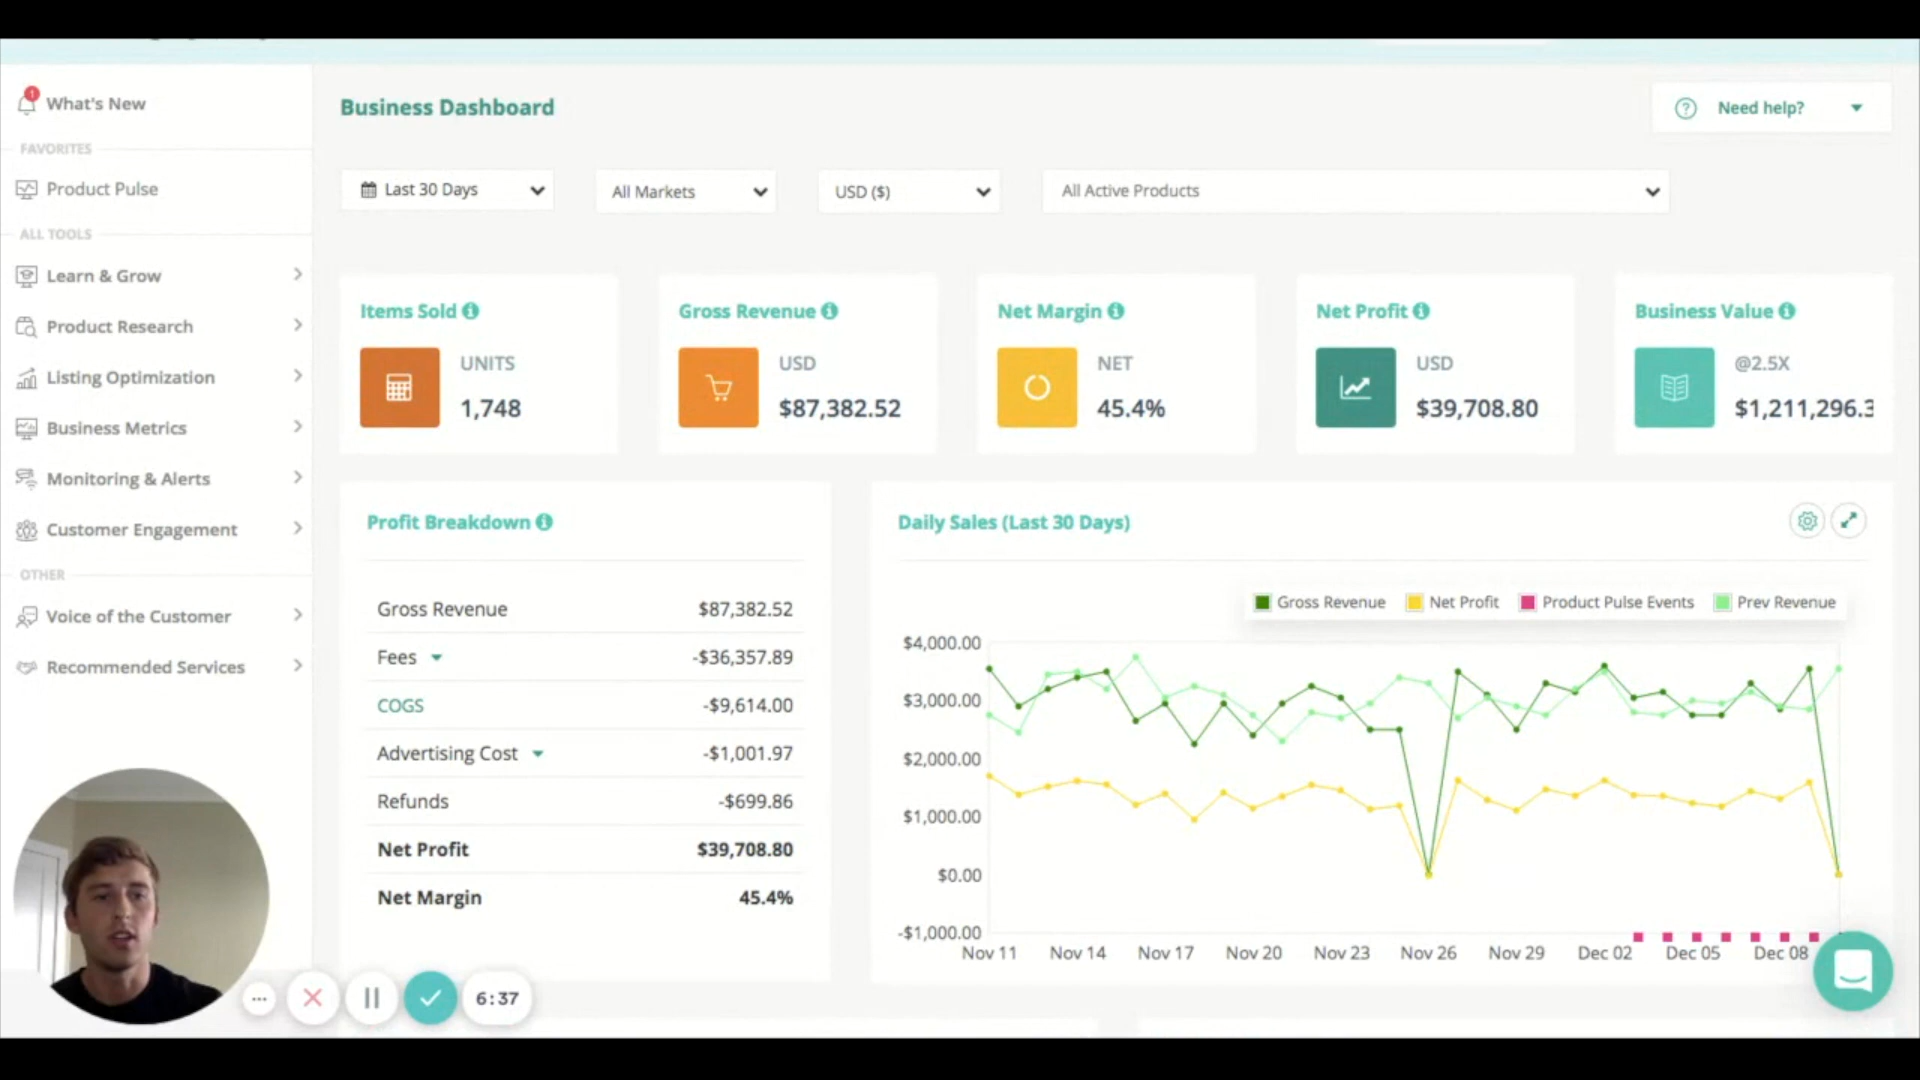 What's New
1
FAVORITES
Product Pulse
ALL TOOLS
Learn & Grow
Product Research
Listing Optimization
Business Metrics
Monitoring & Alerts
Customer Engagement
OTHER
Voice of the Customer
Recommended Services
Business Dashboard
? Need help?
Last 30 Days
All Markets
USD ($)
All Active Products
Items Sold
UNITS
1,748
Gross Revenue
USD
$87,382.52
Net Margin
NET
45.4%
Net Profit
USD
$39,708.80
Business Value
@2.5X
$1,211,296.3
Profit Breakdown
Gross Revenue $87,382.52
Fees -$36,357.89
COGS -$9,614.00
Advertising Cost -$1,001.97
Refunds -$699.86
Net Profit $39,708.80
Net Margin 45.4%
Daily Sales (Last 30 Days)
Gross Revenue Net Profit Product Pulse Events Prev Revenue
$4,000.00
$3,000.00
$2,000.00
$1,000.00
$0.00
-$1,000.00
Nov 11 Nov 14 Nov 17 Nov 20 Nov 23 Nov 26 Nov 29 Dec 02 Dec 05 Dec 08
6:37